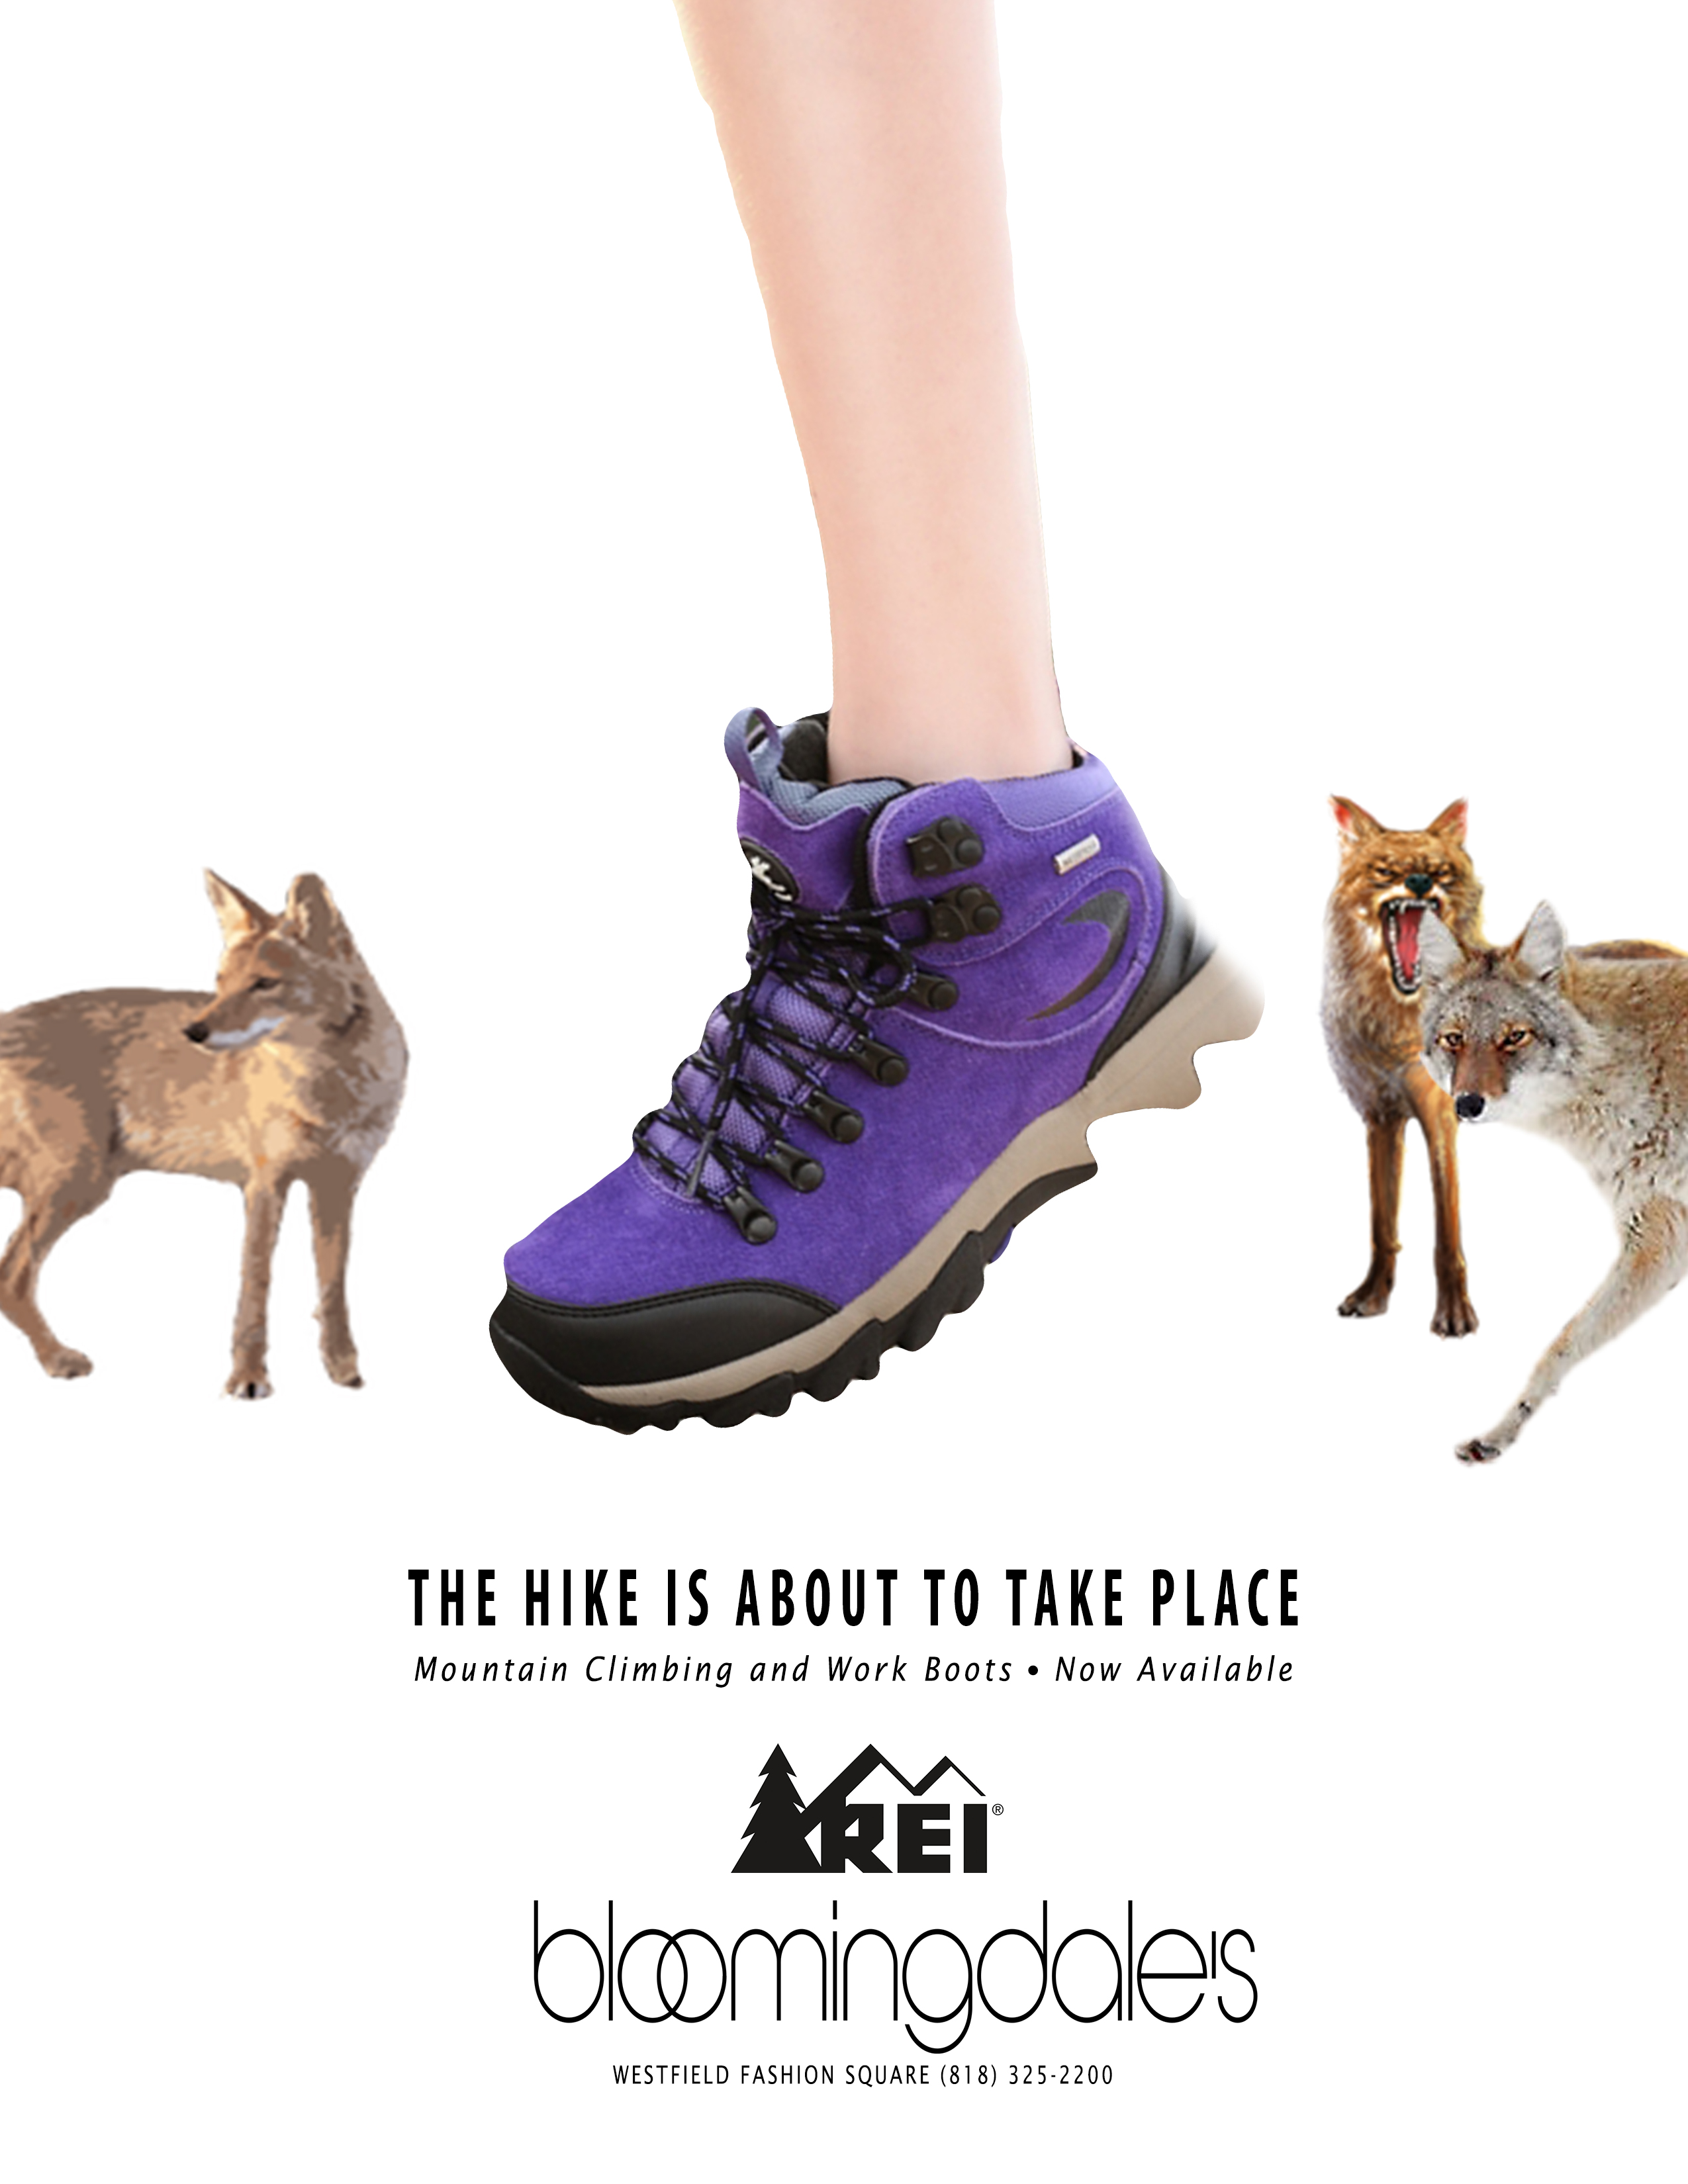 THE HIKE IS ABOUT TO TAKE PLACE
Mountain Climbing and Work Boots • Now Available
REI®
bloomingdale's
WESTFIELD FASHION SQUARE (818) 325-2200